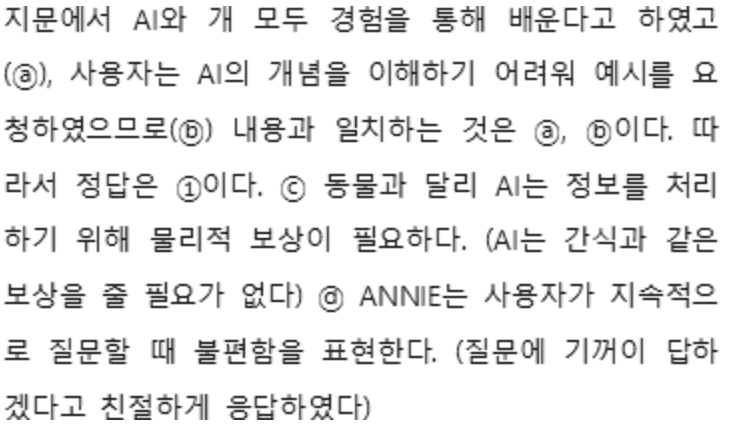 지문에서 AI와 개 모두 경험을 통해 배운다고 하였고
(ⓐ), 사용자는 AI의 개념을 이해하기 어려워 예시를 요
청하였으므로(ⓑ) 내용과 일치하는 것은 ⓐ, ⓑ이다. 따
라서 정답은 ①이다. ⓒ 동물과 달리 AI는 정보를 처리
하기 위해 물리적 보상이 필요하다. (AI는 간식과 같은
보상을 줄 필요가 없다) ⓓ ANNIE는 사용자가 지속적으
로 질문할 때 불편함을 표현한다. (질문에 기꺼이 답하
겠다고 친절하게 응답하였다)